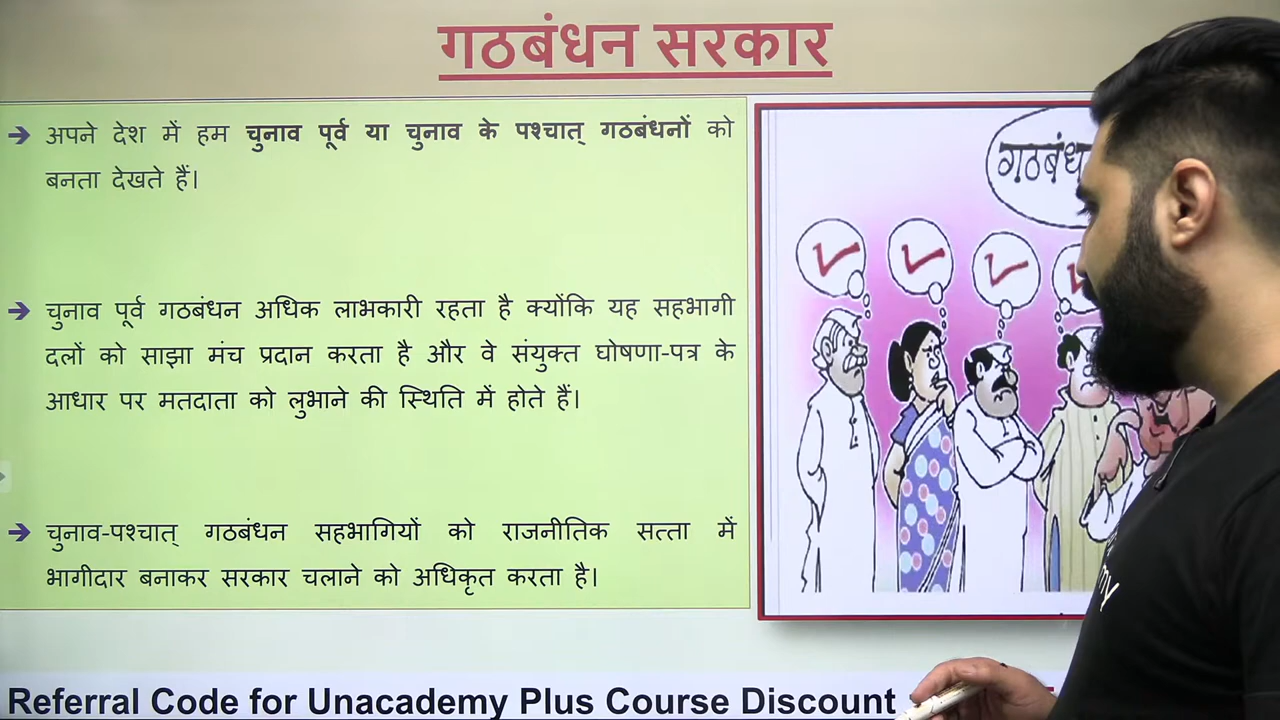 गठबंधन सरकार
➔ अपने देश में हम चुनाव पूर्व या चुनाव के पश्चात् गठबंधनों को
बनता देखते हैं।
➔ चुनाव पूर्व गठबंधन अधिक लाभकारी रहता है क्योंकि यह सहभागी
दलों को साझा मंच प्रदान करता है और वे संयुक्त घोषणा-पत्र के
आधार पर मतदाता को लुभाने की स्थिति में होते हैं।
➔ चुनाव-पश्चात् गठबंधन सहभागियों को राजनीतिक सत्ता में
भागीदार बनाकर सरकार चलाने को अधिकृत करता है।
गठबंध
my
Referral Code for Unacademy Plus Course Discount